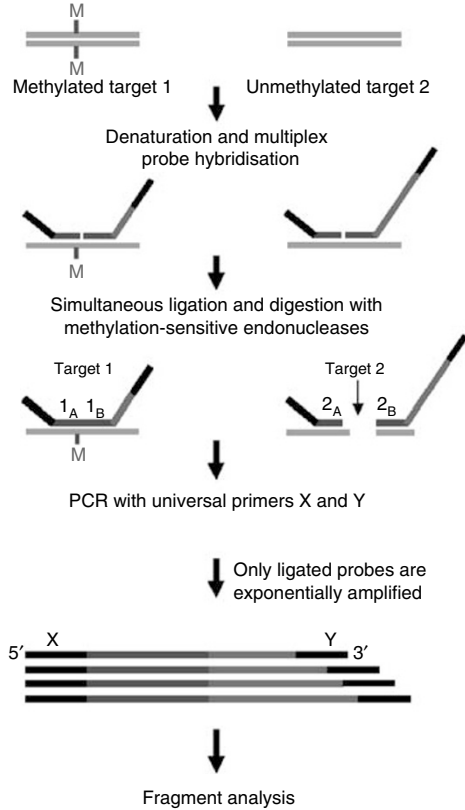 M
M
Methylated target 1 Unmethylated target 2
Denaturation and multiplex
probe hybridisation
M
Simultaneous ligation and digestion with
methylation-sensitive endonucleases
Target 1 Target 2
1A 1B 2A 2B
M
PCR with universal primers X and Y
Only ligated probes are
exponentially amplified
X Y
5′ 3′
Fragment analysis